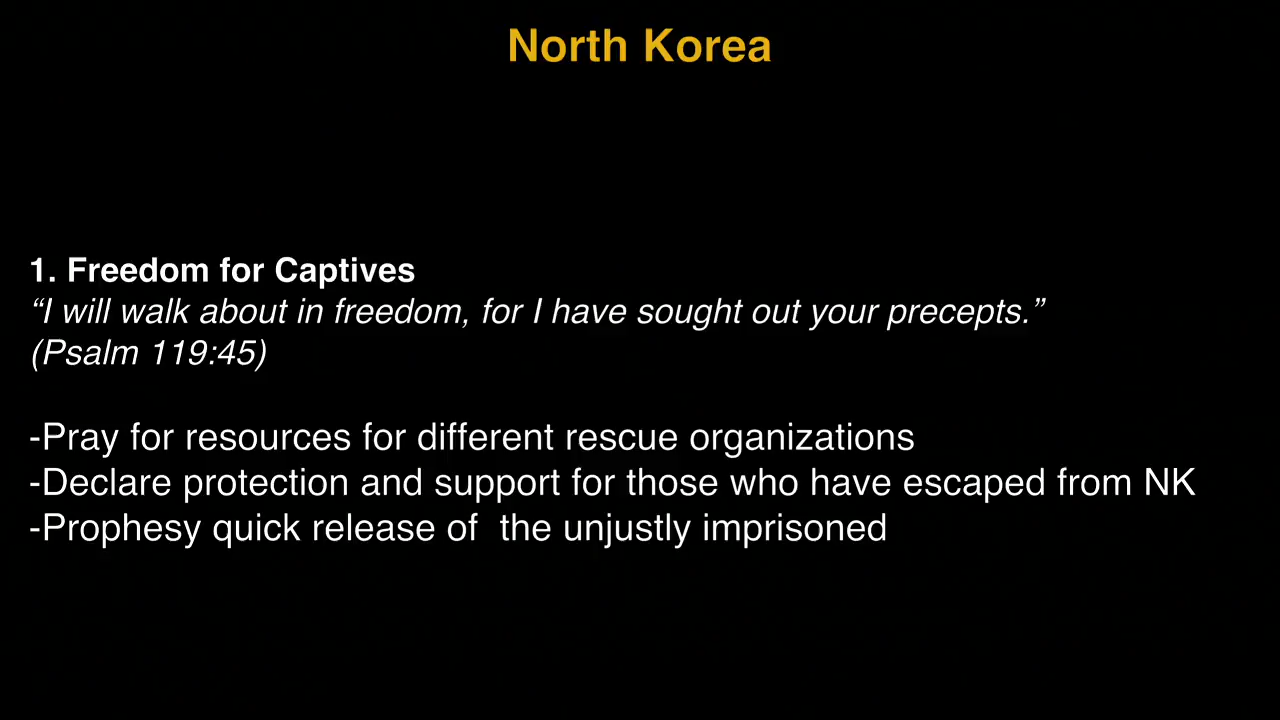 North Korea
1. Freedom for Captives
“I will walk about in freedom, for I have sought out your precepts.”
(Psalm 119:45)
-Pray for resources for different rescue organizations
-Declare protection and support for those who have escaped from NK
-Prophesy quick release of  the unjustly imprisoned